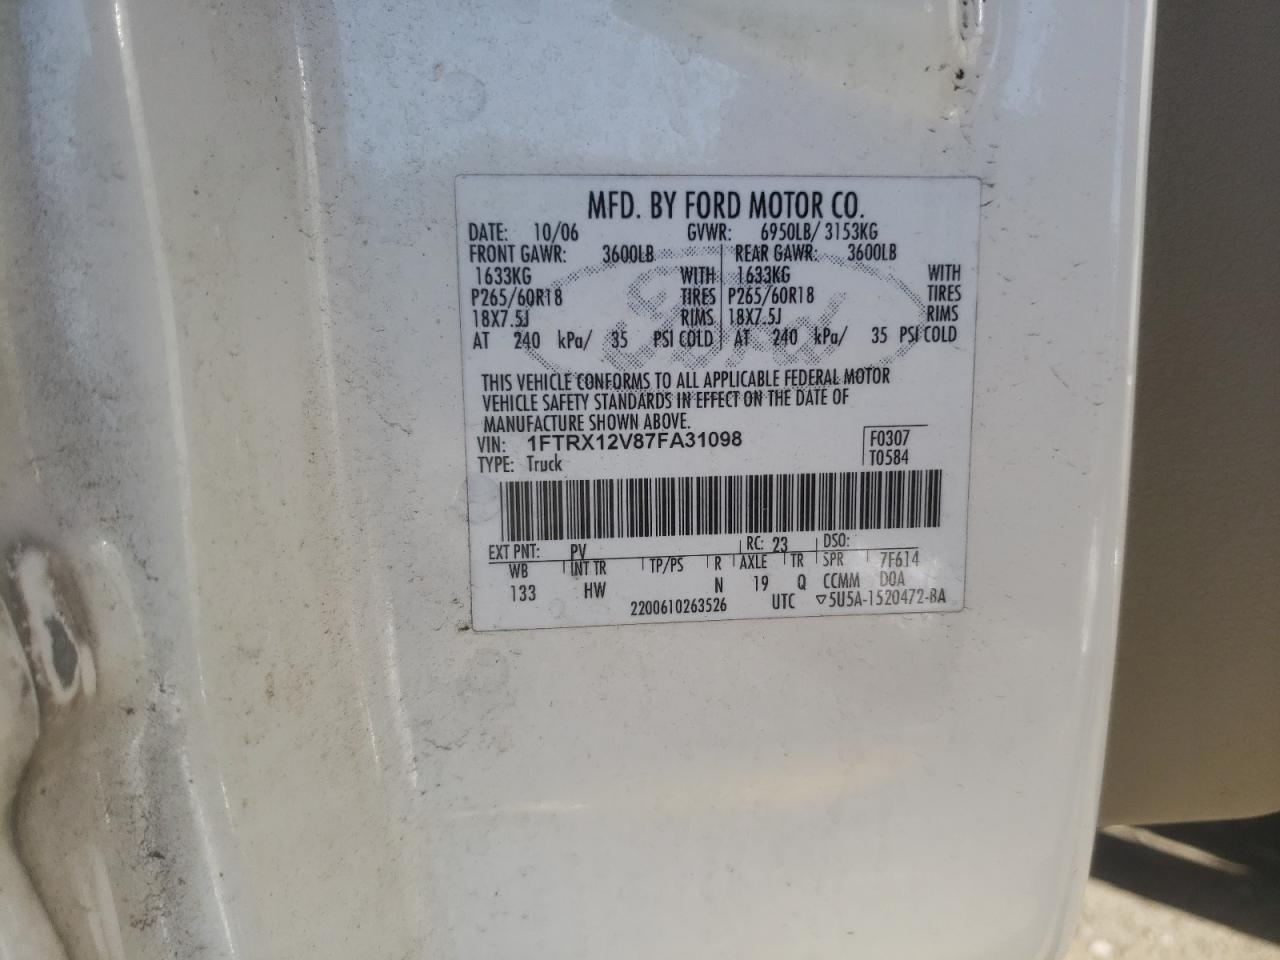 MFD. BY FORD MOTOR CO.
DATE: 10/06 GVWR: 6950LB/ 3153KG
FRONT GAWR: 3600LB REAR GAWR: 3600LB
1633KG WITH 1633KG WITH
P265/60R18 TIRES P265/60R18 TIRES
18X7.5J RIMS 18X7.5J RIMS
AT 240 kPa/ 35 PSI COLD AT 240 kPa/ 35 PSI COLD
Ford
THIS VEHICLE CONFORMS TO ALL APPLICABLE FEDERAL MOTOR
VEHICLE SAFETY STANDARDS IN EFFECT ON THE DATE OF
MANUFACTURE SHOWN ABOVE.
VIN: 1FTRX12V87FA31098 F0307
TYPE: Truck T0584
EXT PNT: PV RC: 23 DSO:
WB INT TR TP/PS R AXLE TR SPR 7F614
133 HW N 19 Q CCMM DOA
2200610263526 UTC ▽5U5A-1520472-BA